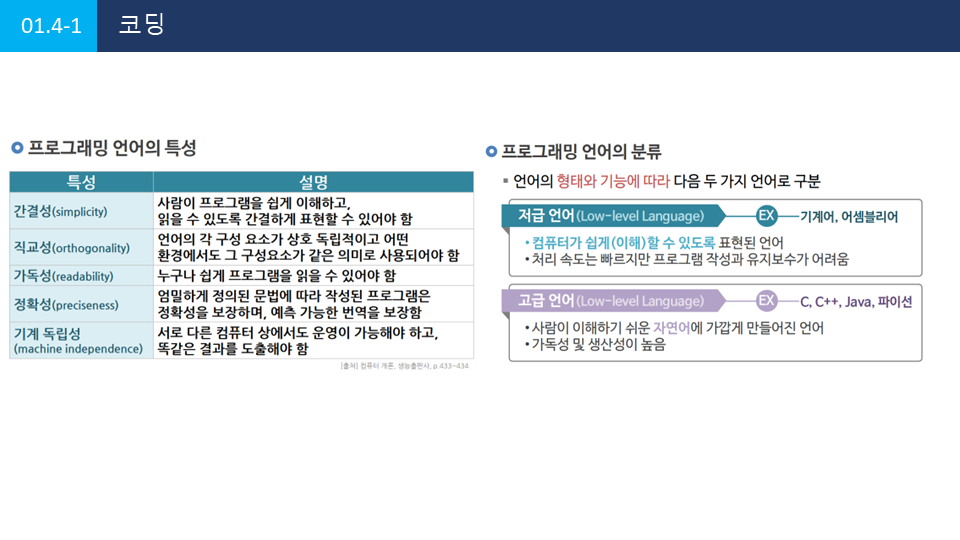 01.4-1 코딩
프로그래밍 언어의 특성
특성 설명
간결성(simplicity)
사람이 프로그램을 쉽게 이해하고,
읽을 수 있도록 간결하게 표현할 수 있어야 함
직교성(orthogonality)
언어의 각 구성 요소가 상호 독립적이고 어떤
환경에서도 그 구성요소가 같은 의미로 사용되어야 함
가독성(readability)
누구나 쉽게 프로그램을 읽을 수 있어야 함
정확성(preciseness)
엄밀하게 정의된 문법에 따라 작성된 프로그램은
정확성을 보장하며, 예측 가능한 번역을 보장함
기계 독립성
(machine independence)
서로 다른 컴퓨터 상에서도 운영이 가능해야 하고,
똑같은 결과를 도출해야 함
[출처] 컴퓨터 개론, 생능출판사, p.433~434
프로그래밍 언어의 분류
▪ 언어의 형태와 기능에 따라 다음 두 가지 언어로 구분
저급 언어(Low-level Language) EX 기계어, 어셈블리어
• 컴퓨터가 쉽게(이해)할 수 있도록 표현된 언어
• 처리 속도는 빠르지만 프로그램 작성과 유지보수가 어려움
고급 언어(Low-level Language) EX C, C++, Java, 파이선
• 사람이 이해하기 쉬운 자연어에 가깝게 만들어진 언어
• 가독성 및 생산성이 높음